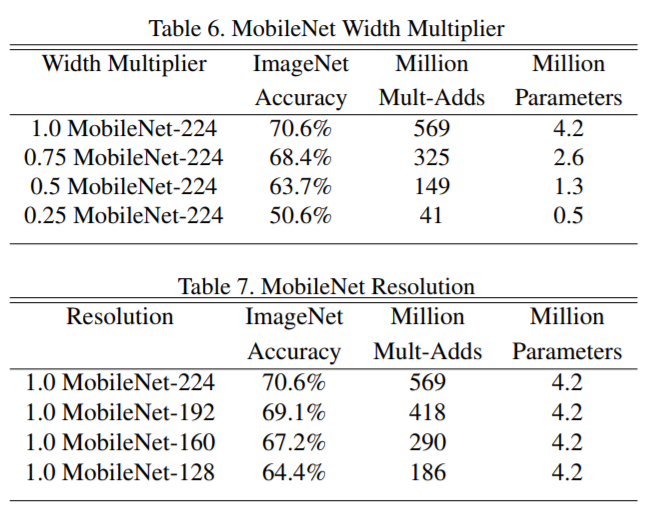 Table 6. MobileNet Width Multiplier
Width Multiplier ImageNet Million Million
Accuracy Mult-Adds Parameters
1.0 MobileNet-224 70.6% 569 4.2
0.75 MobileNet-224 68.4% 325 2.6
0.5 MobileNet-224 63.7% 149 1.3
0.25 MobileNet-224 50.6% 41 0.5
Table 7. MobileNet Resolution
Resolution ImageNet Million Million
Accuracy Mult-Adds Parameters
1.0 MobileNet-224 70.6% 569 4.2
1.0 MobileNet-192 69.1% 418 4.2
1.0 MobileNet-160 67.2% 290 4.2
1.0 MobileNet-128 64.4% 186 4.2